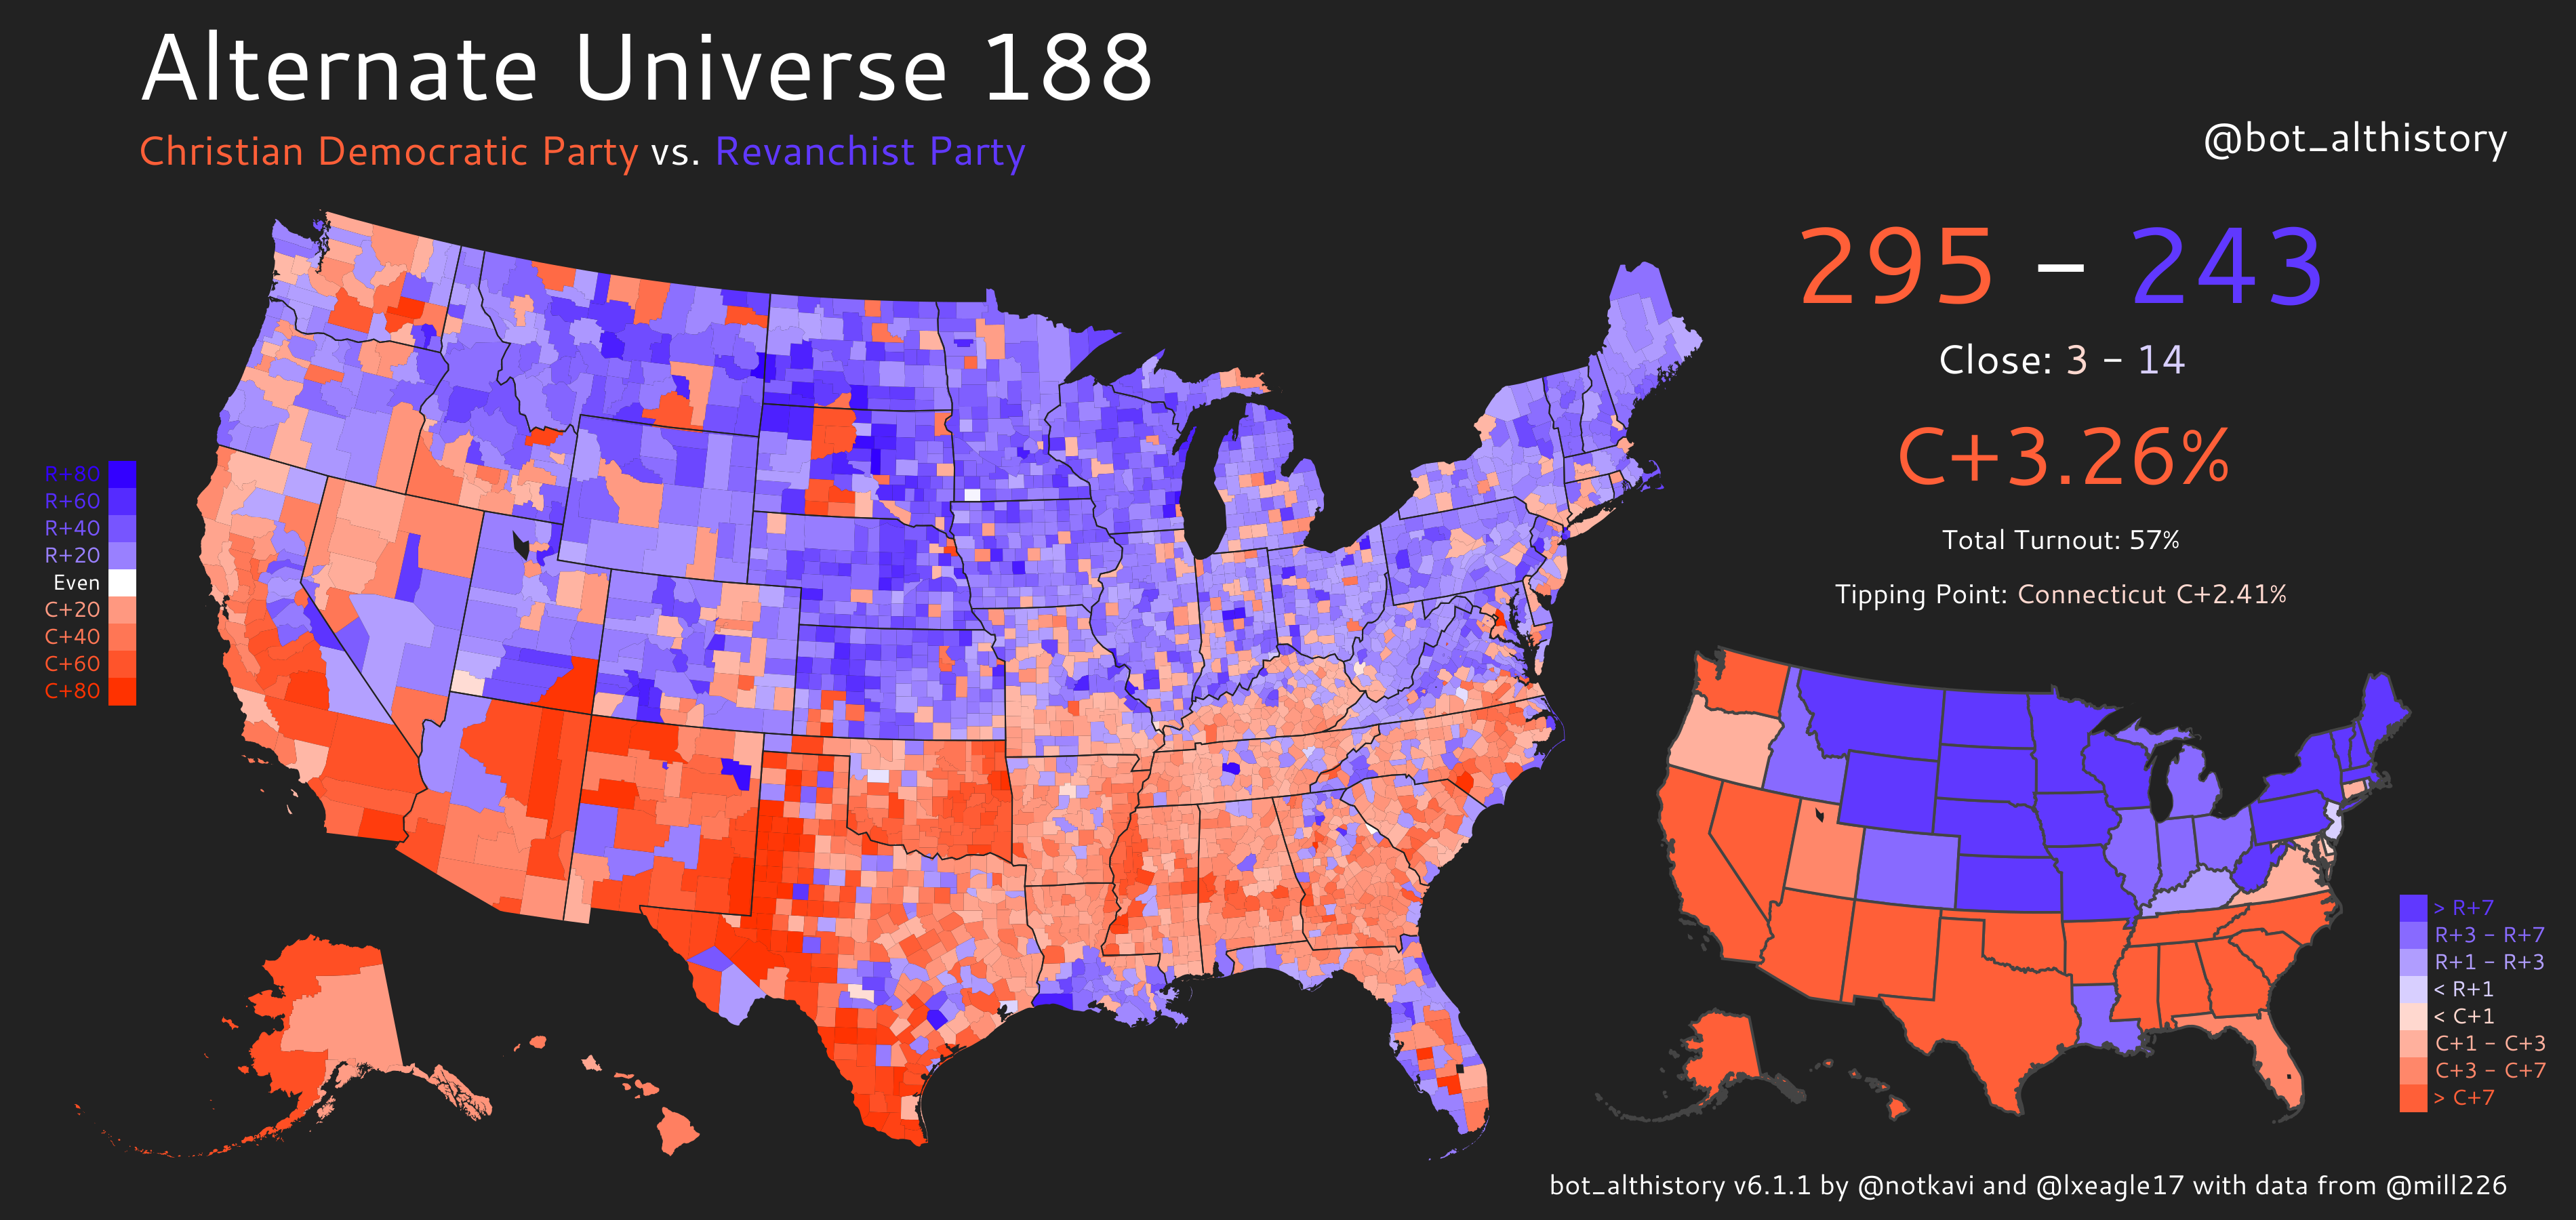 Alternate Universe 188
Christian Democratic Party vs. Revanchist Party
@bot_althistory
295 – 243
Close: 3 – 14
C+3.26%
Total Turnout: 57%
Tipping Point: Connecticut C+2.41%
R+80
R+60
R+40
R+20
Even
C+20
C+40
C+60
C+80
> R+7
R+3 – R+7
R+1 – R+3
< R+1
< C+1
C+1 – C+3
C+3 – C+7
> C+7
bot_althistory v6.1.1 by @notkavi and @lxeagle17 with data from @mill226